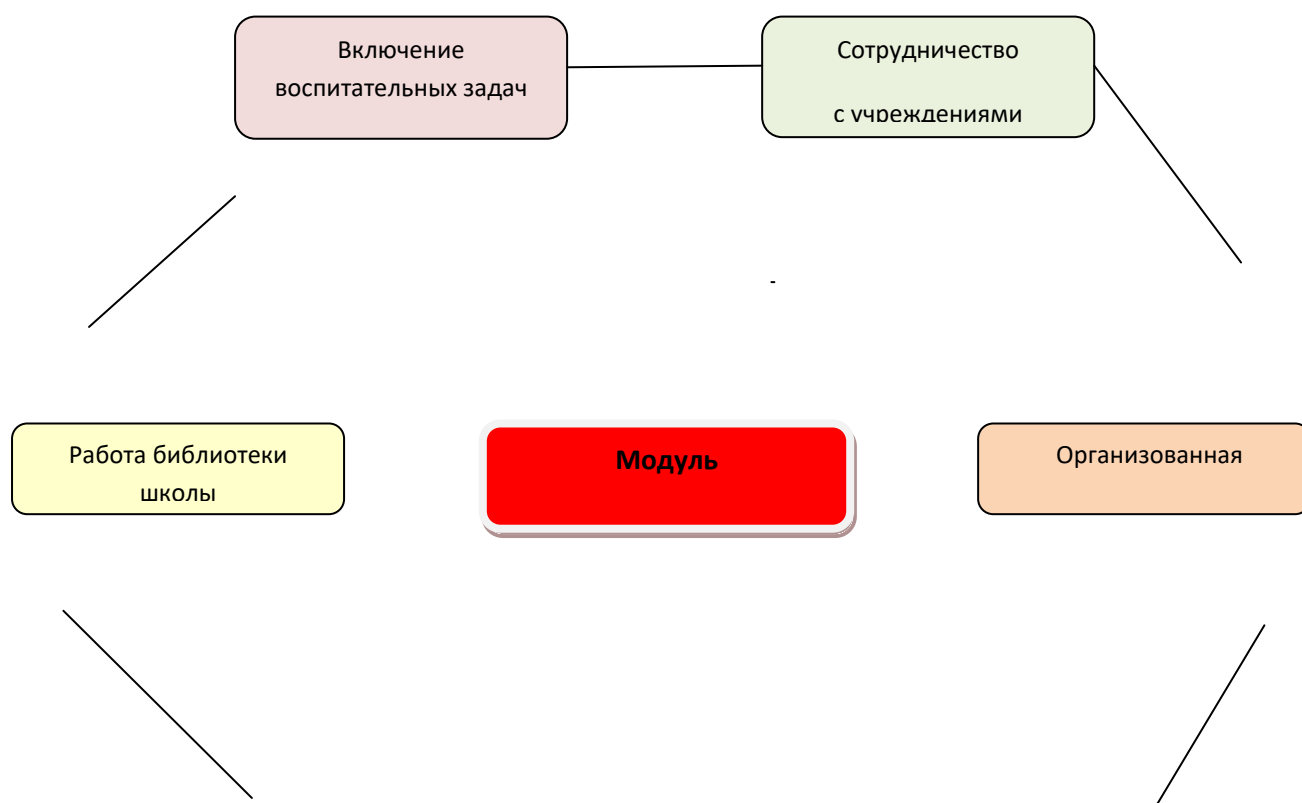 Включение
воспитательных задач
Сотрудничество
с учреждениями
-
Работа библиотеки
школы
Модуль
Организованная